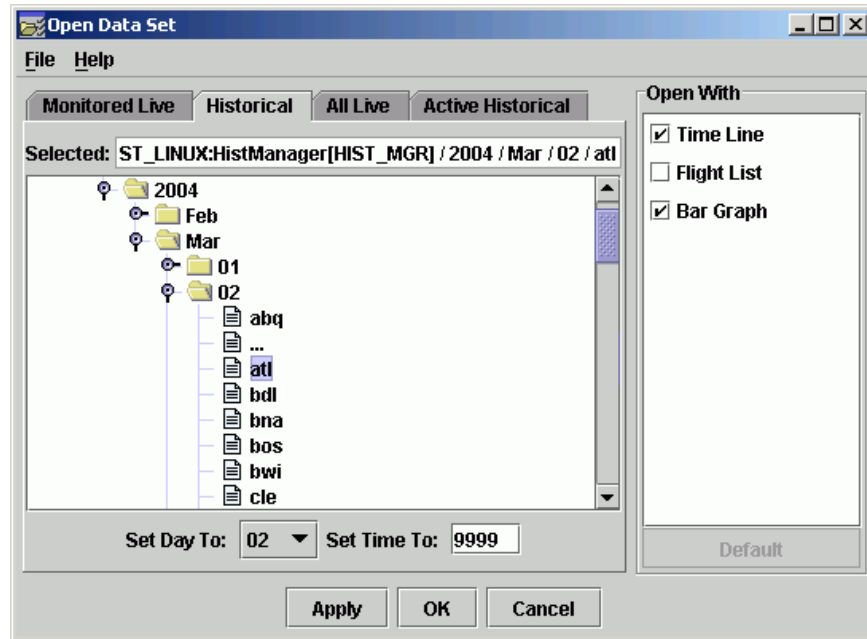 Open Data Set
File Help
Monitored Live Historical All Live Active Historical
Selected: ST_LINUX:HistManager[HIST_MGR] / 2004 / Mar / 02 / atl
2004
Feb
Mar
01
02
abq
...
atl
bdl
bna
bos
bwi
cle
Set Day To: 02 Set Time To: 9999
Open With
Time Line
Flight List
Bar Graph
Default
Apply OK Cancel